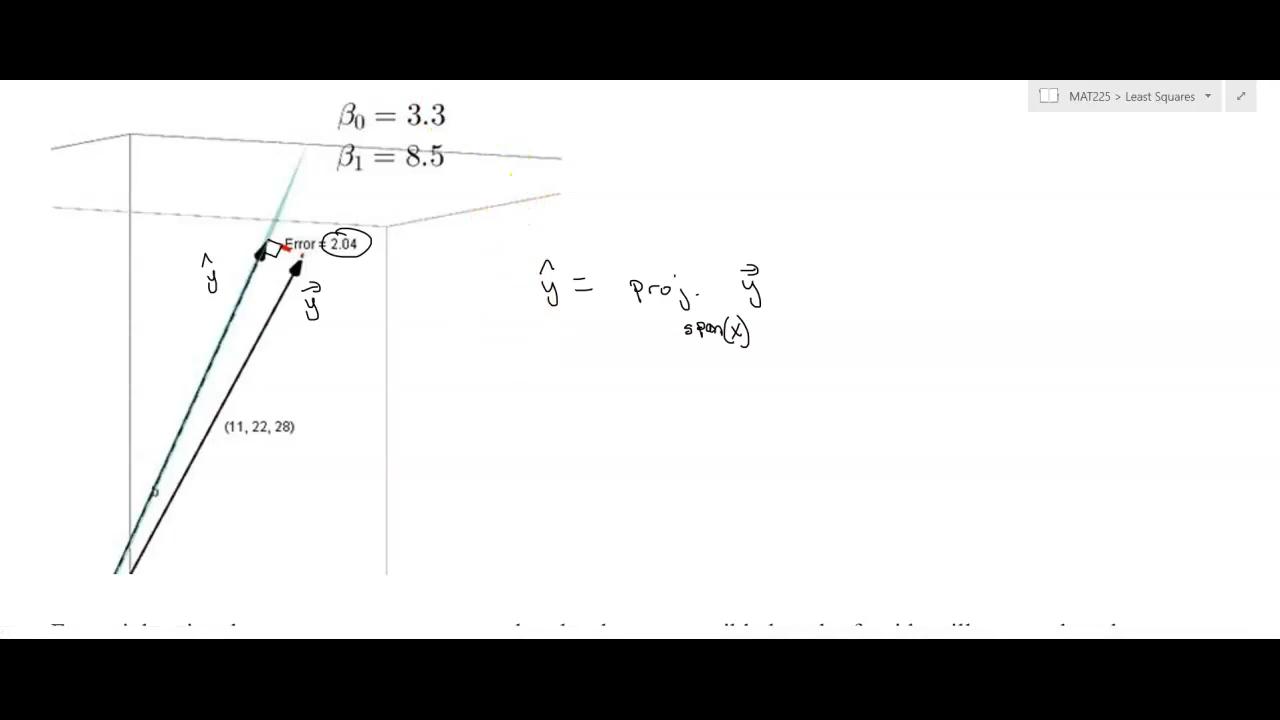 MAT225 > Least Squares
β₀ = 3.3
β₁ = 8.5
Error = 2.04
ŷ
y⃗
ŷ = proj. y⃗
span(x)
(11, 22, 28)
b